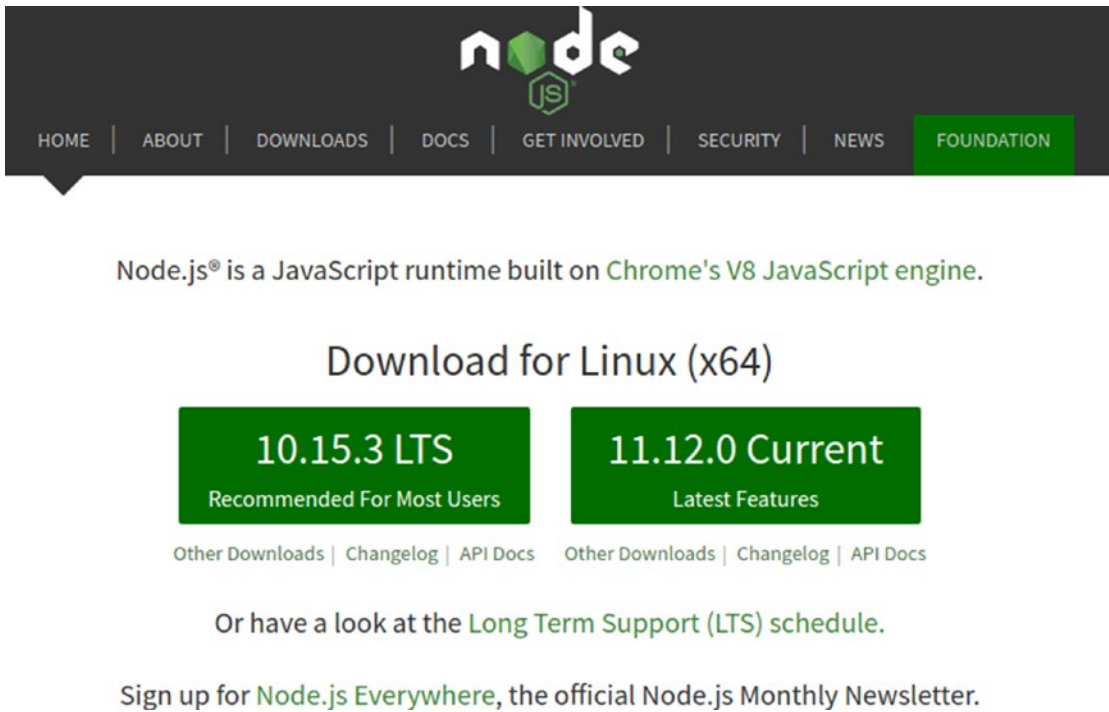 node
JS®
HOME | ABOUT | DOWNLOADS | DOCS | GET INVOLVED | SECURITY | NEWS FOUNDATION
Node.js® is a JavaScript runtime built on Chrome's V8 JavaScript engine.
Download for Linux (x64)
10.15.3 LTS
Recommended For Most Users
11.12.0 Current
Latest Features
Other Downloads | Changelog | API Docs
Other Downloads | Changelog | API Docs
Or have a look at the Long Term Support (LTS) schedule.
Sign up for Node.js Everywhere, the official Node.js Monthly Newsletter.